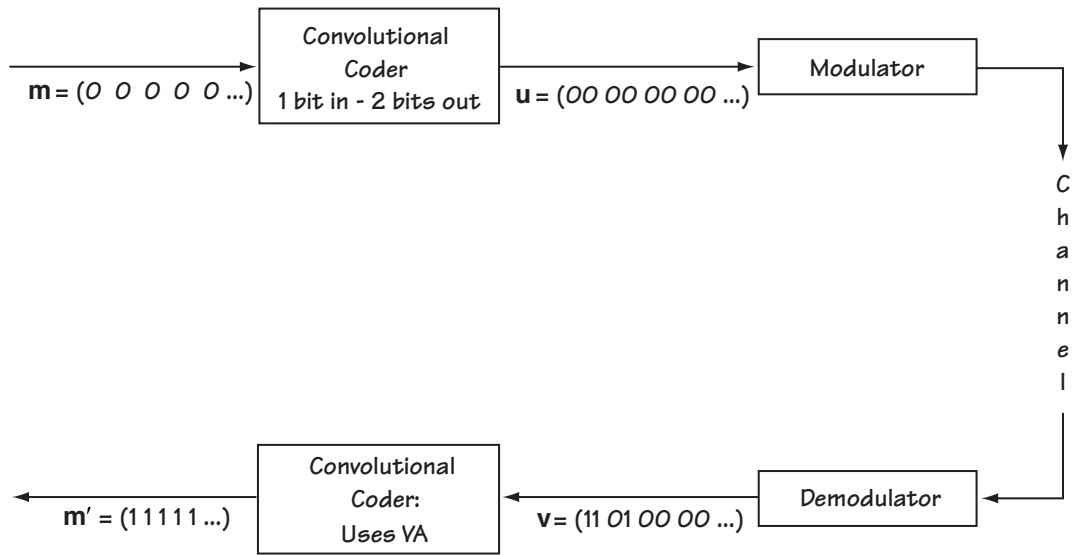 Convolutional
Coder
1 bit in - 2 bits out
Modulator
m = (0 0 0 0 0 ...)
u = (00 00 00 00 ...)
Channel
Convolutional
Coder:
Uses VA
Demodulator
m′ = (1 1 1 1 1 ...)
v = (11 01 00 00 ...)